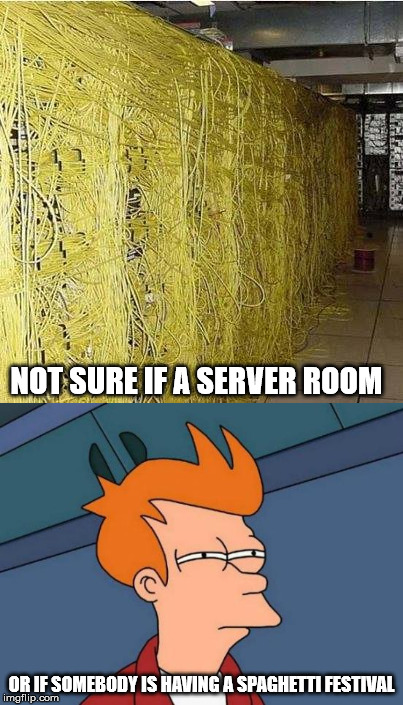 NOT SURE IF A SERVER ROOM
OR IF SOMEBODY IS HAVING A SPAGHETTI FESTIVAL
imgflip.com